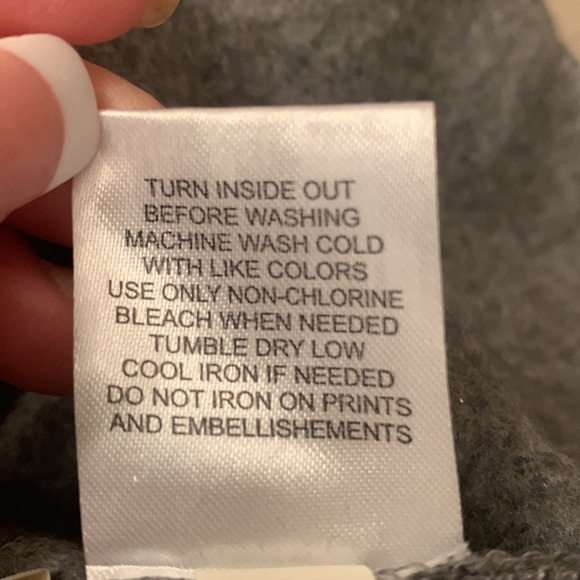 TURN INSIDE OUT
BEFORE WASHING
MACHINE WASH COLD
WITH LIKE COLORS
USE ONLY NON-CHLORINE
BLEACH WHEN NEEDED
TUMBLE DRY LOW
COOL IRON IF NEEDED
DO NOT IRON ON PRINTS
AND EMBELLISHEMENTS